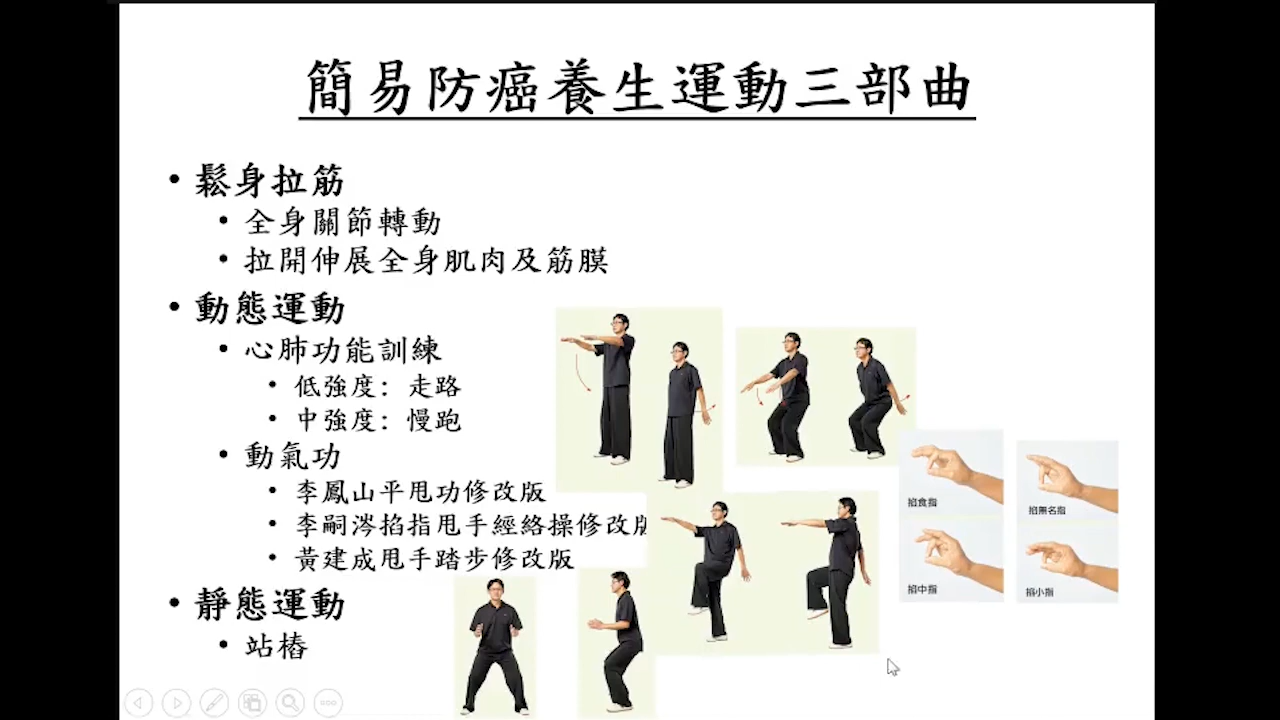 簡易防癌養生運動三部曲
• 鬆身拉筋
• 全身關節轉動
• 拉開伸展全身肌肉及筋膜
• 動態運動
• 心肺功能訓練
• 低強度：走路
• 中強度：慢跑
• 動氣功
• 李鳳山平甩功修改版
• 李嗣涔掐指甩手經絡操修改版
• 黃建成甩手踏步修改版
• 靜態運動
• 站樁
掐食指
掐無名指
掐中指
掐小指